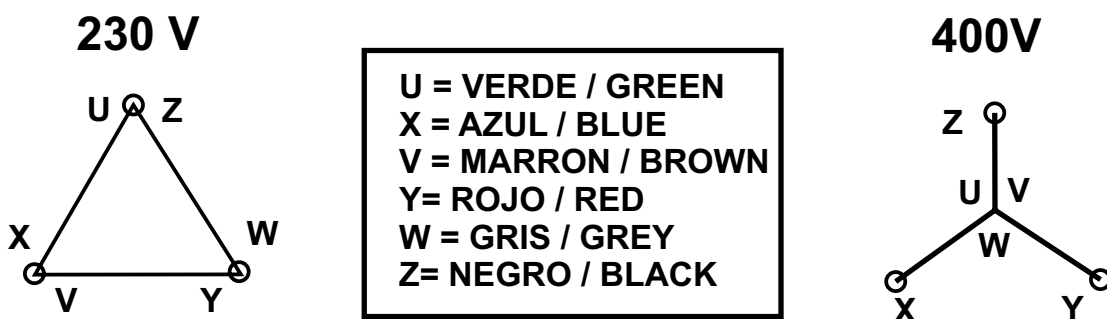 230 V
U Z
X W
V Y
U = VERDE / GREEN
X = AZUL / BLUE
V = MARRON / BROWN
Y= ROJO / RED
W = GRIS / GREY
Z= NEGRO / BLACK
400V
Z
U V
W
X Y